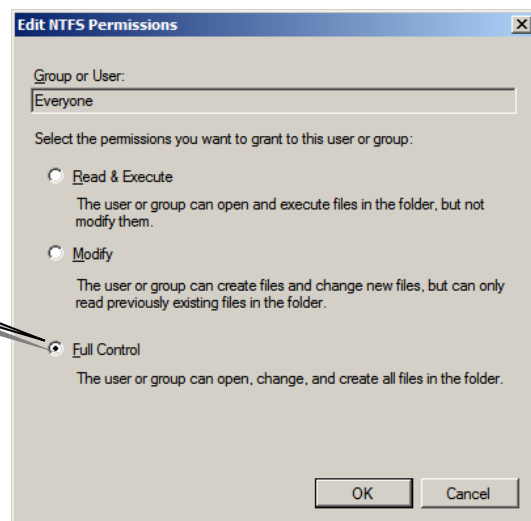 Edit NTFS Permissions
Group or User:
Everyone
Select the permissions you want to grant to this user or group:
Read & Execute
The user or group can open and execute files in the folder, but not
modify them.
Modify
The user or group can create files and change new files, but can only
read previously existing files in the folder.
Full Control
The user or group can open, change, and create all files in the folder.
OK
Cancel